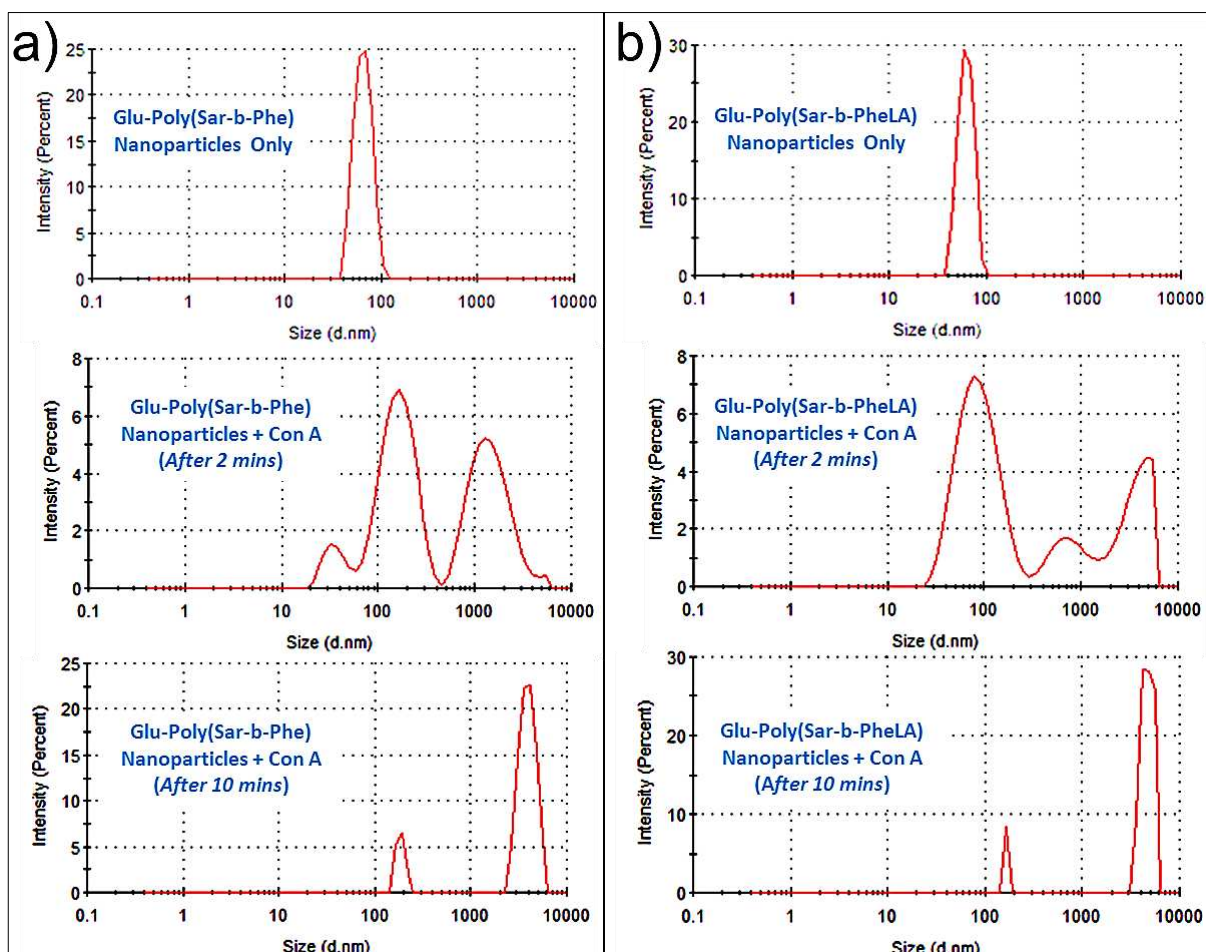 a)
25
20
15
10
5
0
Intensity (Percent)
Glu-Poly(Sar-b-Phe)
Nanoparticles Only
0.1 1 10 100 1000 10000
Size (d.nm)
8
6
4
2
0
Intensity (Percent)
Glu-Poly(Sar-b-Phe)
Nanoparticles + Con A
(After 2 mins)
0.1 1 10 100 1000 10000
Size (d.nm)
25
20
15
10
5
0
Intensity (Percent)
Glu-Poly(Sar-b-Phe)
Nanoparticles + Con A
(After 10 mins)
0.1 1 10 100 1000 10000
Size (d.nm)
b)
30
20
10
0
Intensity (Percent)
Glu-Poly(Sar-b-PheLA)
Nanoparticles Only
0.1 1 10 100 1000 10000
Size (d.nm)
8
6
4
2
0
Intensity (Percent)
Glu-Poly(Sar-b-PheLA)
Nanoparticles + Con A
(After 2 mins)
0.1 1 10 100 1000 10000
Size (d.nm)
30
20
10
0
Intensity (Percent)
Glu-Poly(Sar-b-PheLA)
Nanoparticles + Con A
(After 10 mins)
0.1 1 10 100 1000 10000
Size (d.nm)